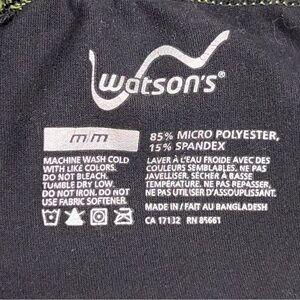 Watson's®
m/m
85% MICRO POLYESTER,
15% SPANDEX
MACHINE WASH COLD
WITH LIKE COLORS.
DO NOT BLEACH.
TUMBLE DRY LOW.
DO NOT IRON. DO NOT
USE FABRIC SOFTENER.
LAVER À L'EAU FROIDE AVEC DES
COULEURS SEMBLABLES. NE PAS
JAVELLISER. SÉCHER À BASSE
TEMPÉRATURE. NE PAS REPASSER,
NE PAS UTILISER D'ASSOUPLISSANT
MADE IN / FAIT AU BANGLADESH
CA 17132 RN 85661